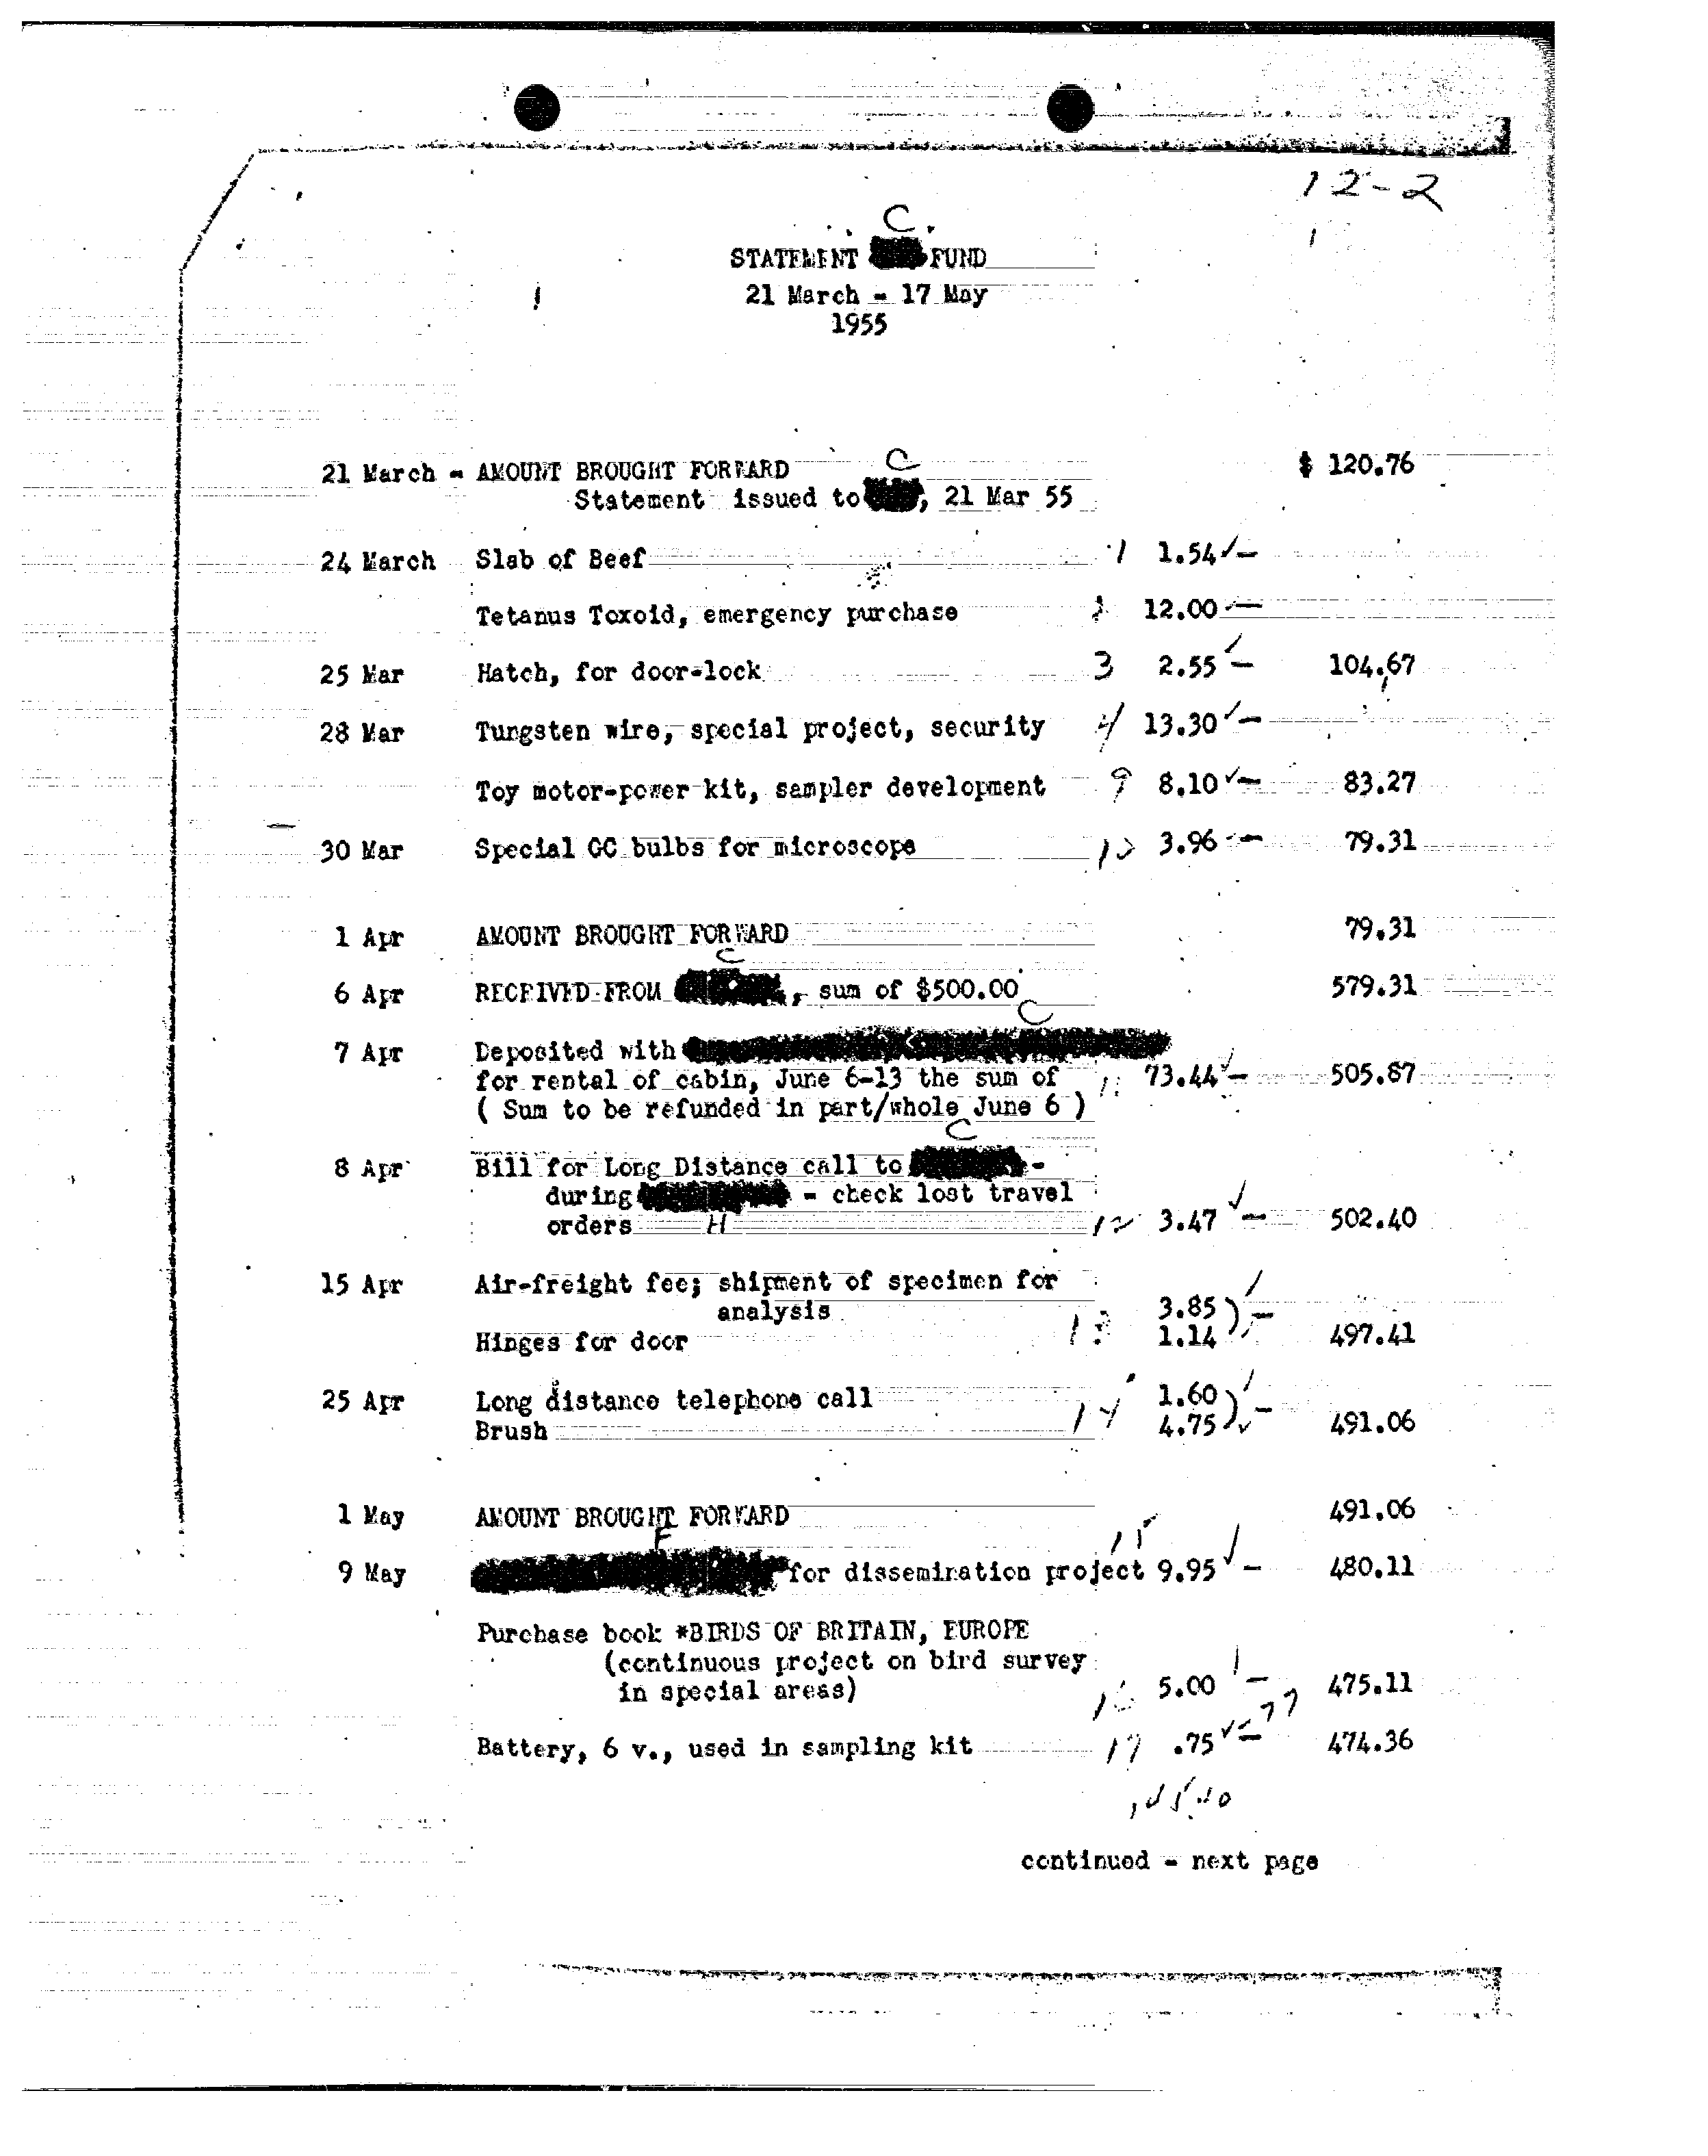 12-2
C.
STATEMENT FUND
21 March - 17 May
1955
21 March - AMOUNT BROUGHT FORWARD $ 120.76
C
Statement issued to , 21 Mar 55
24 March Slab of Beef 1 1.54 ✓—
Tetanus Toxoid, emergency purchase 2 12.00 —
25 Mar Hatch, for door-lock 3 2.55 ✓— 104.67
28 Mar Tungsten wire, special project, security 4 13.30 ✓—
Toy motor-power kit, sampler development 9 8.10 ✓— 83.27
30 Mar Special GC bulbs for microscope 10 3.96 — 79.31
1 Apr AMOUNT BROUGHT FORWARD 79.31
C
6 Apr RECEIVED FROM , sum of $500.00 579.31
C
7 Apr Deposited with
for rental of cabin, June 6-13 the sum of 11 73.44 ✓— 505.87
( Sum to be refunded in part/whole June 6 )
C
8 Apr Bill for Long Distance call to -
during - check lost travel
orders H 12 3.47 ✓— 502.40
15 Apr Air-freight fee; shipment of specimen for
analysis 3.85
Hinges for door 13 1.14 ) — 497.41
25 Apr Long distance telephone call 1.60
Brush 14 4.75 ) — 491.06
1 May AMOUNT BROUGHT FORWARD 491.06
F 15
9 May for dissemination project 9.95 ✓— 480.11
Purchase book *BIRDS OF BRITAIN, EUROPE
(continuous project on bird survey
in special areas) 16 5.00 — 475.11
Battery, 6 v., used in sampling kit 17 .75 ✓— 474.36
continued - next page